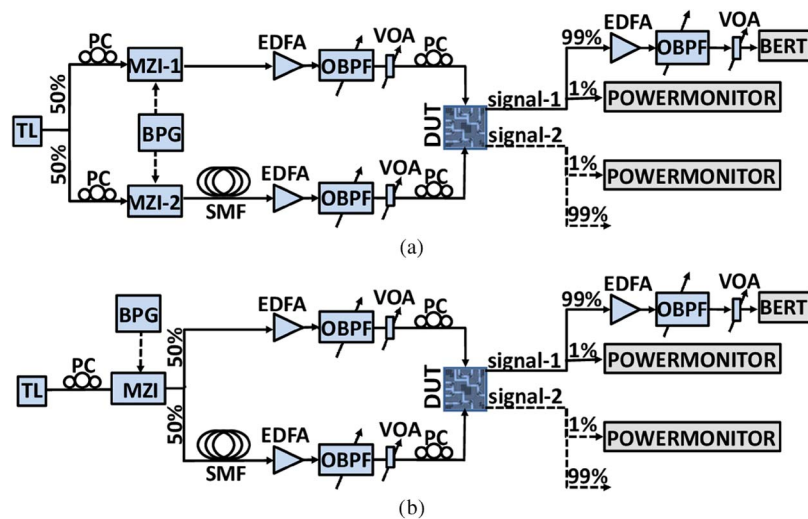 EDFA VOA PC 99% EDFA VOA
PC OBPF OBPF BERT
MZI-1
50% signal-1 1% POWERMONITOR
TL BPG DUT signal-2
50% PC VOA PC 1% POWERMONITOR
EDFA
MZI-2 SMF OBPF 99%
(a)
BPG EDFA VOA PC 99% EDFA VOA
OBPF OBPF BERT
50% signal-1 1% POWERMONITOR
PC
TL MZI DUT signal-2
50% EDFA VOA PC 1% POWERMONITOR
SMF OBPF 99%
(b)